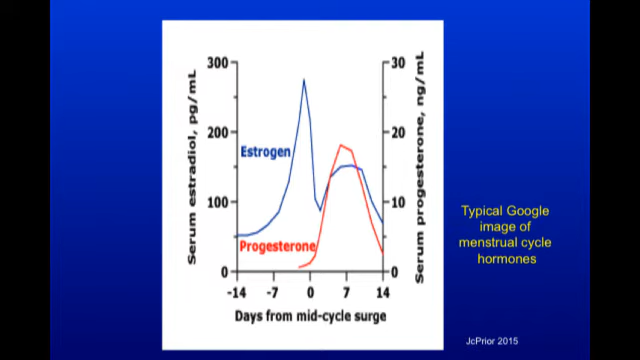 300
200
100
0
30
20
10
0
Serum estradiol, pg/mL
Serum progesterone, ng/mL
Estrogen
Progesterone
-14 -7 0 7 14
Days from mid-cycle surge
Typical Google
image of
menstrual cycle
hormones
JcPrior 2015